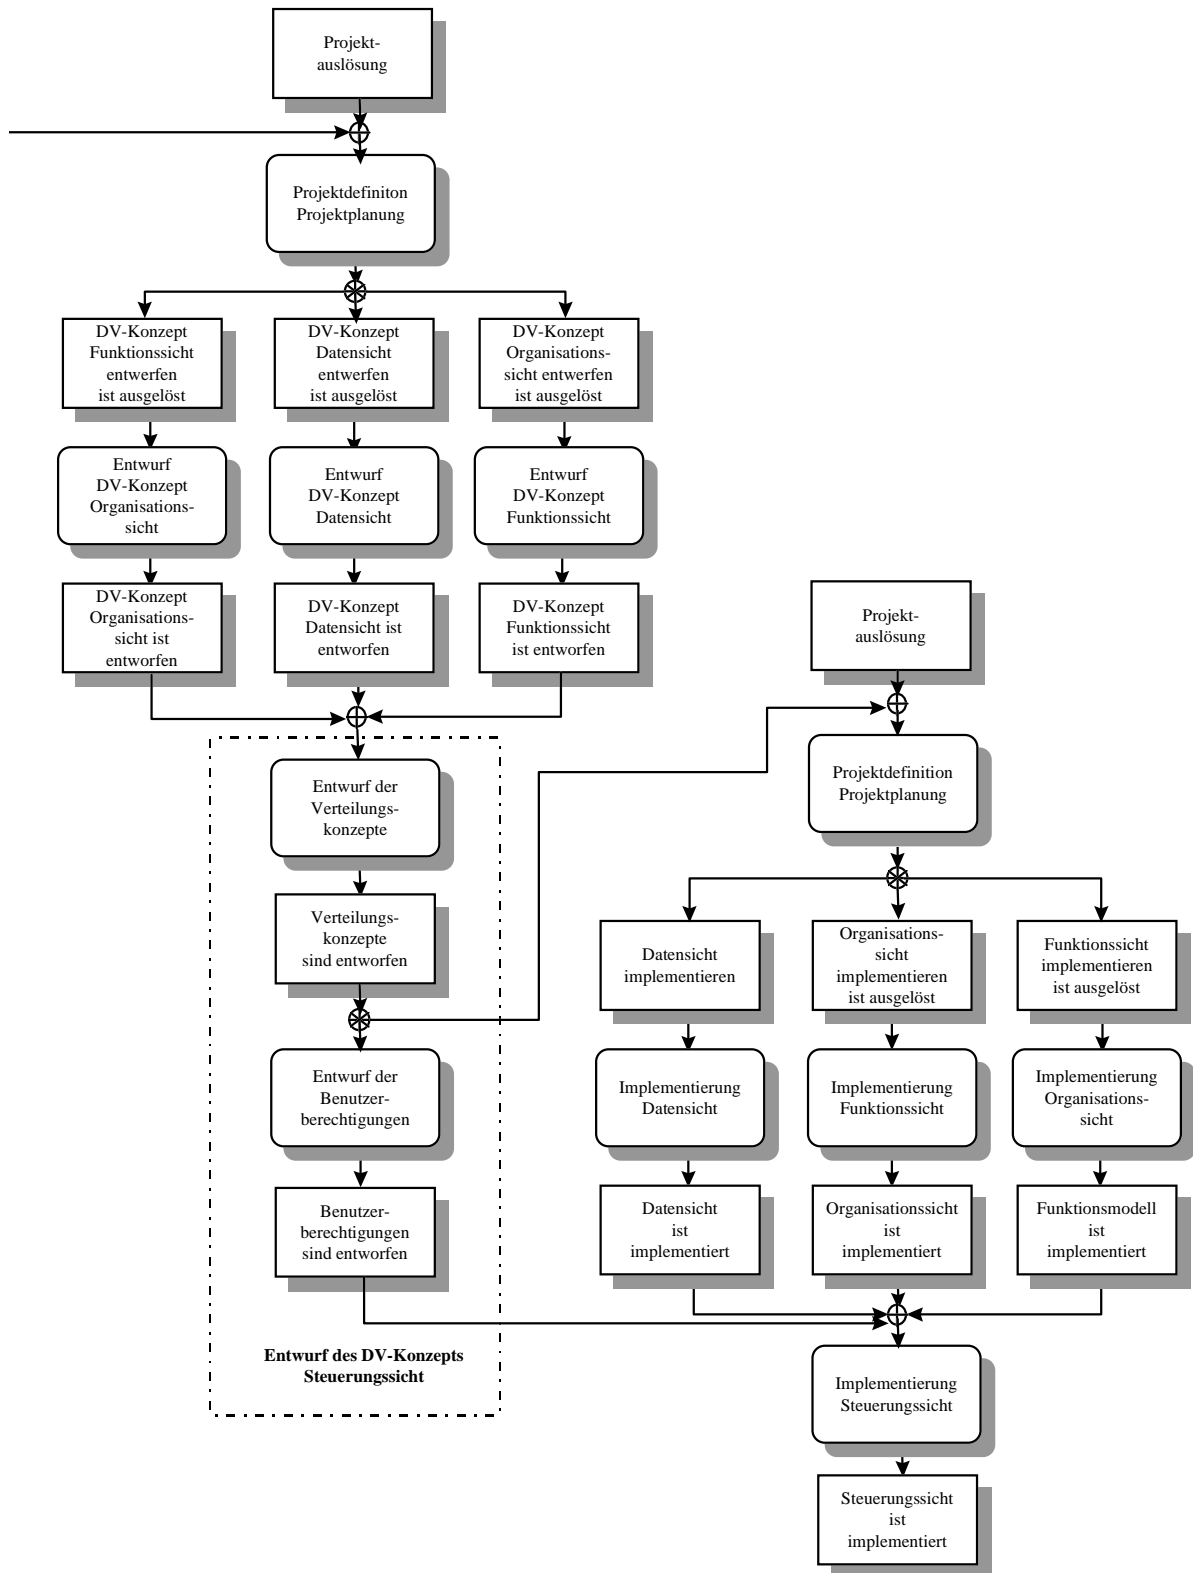 Projekt-
auslösung
Projektdefiniton
Projektplanung
DV-Konzept
Funktionssicht
entwerfen
ist ausgelöst
DV-Konzept
Datensicht
entwerfen
ist ausgelöst
DV-Konzept
Organisations-
sicht entwerfen
ist ausgelöst
Entwurf
DV-Konzept
Organisations-
sicht
Entwurf
DV-Konzept
Datensicht
Entwurf
DV-Konzept
Funktionssicht
DV-Konzept
Organisations-
sicht ist
entworfen
DV-Konzept
Datensicht ist
entworfen
DV-Konzept
Funktionssicht
ist entworfen
Entwurf der
Verteilungs-
konzepte
Verteilungs-
konzepte
sind entworfen
Entwurf der
Benutzer-
berechtigungen
Benutzer-
berechtigungen
sind entworfen
Entwurf des DV-Konzepts
Steuerungssicht
Projekt-
auslösung
Projektdefinition
Projektplanung
Datensicht
implementieren
Organisations-
sicht
implementieren
ist ausgelöst
Funktionssicht
implementieren
ist ausgelöst
Implementierung
Datensicht
Implementierung
Funktionssicht
Implementierung
Organisations-
sicht
Datensicht
ist
implementiert
Organisationssicht
ist
implementiert
Funktionsmodell
ist
implementiert
Implementierung
Steuerungssicht
Steuerungssicht
ist
implementiert